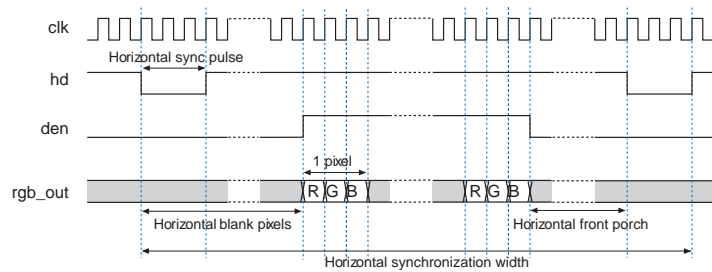 clk
Horizontal sync pulse
hd
den
1 pixel
rgb_out
R G B
R G B
Horizontal blank pixels
Horizontal front porch
Horizontal synchronization width